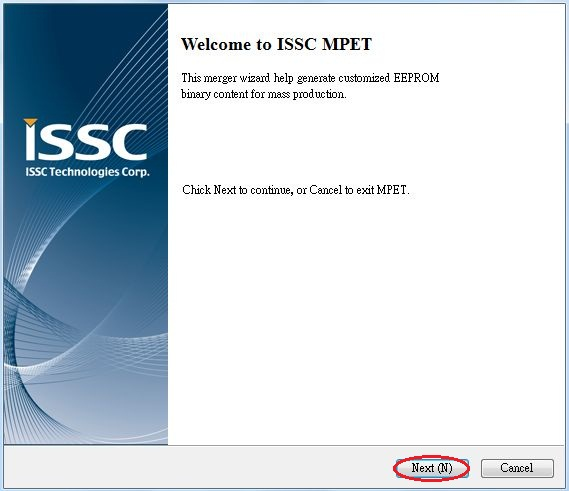 Welcome to ISSC MPET
This merger wizard help generate customized EEPROM
binary content for mass production.
ISSC
ISSC Technologies Corp.
Chick Next to continue, or Cancel to exit MPET.
Next (N)
Cancel